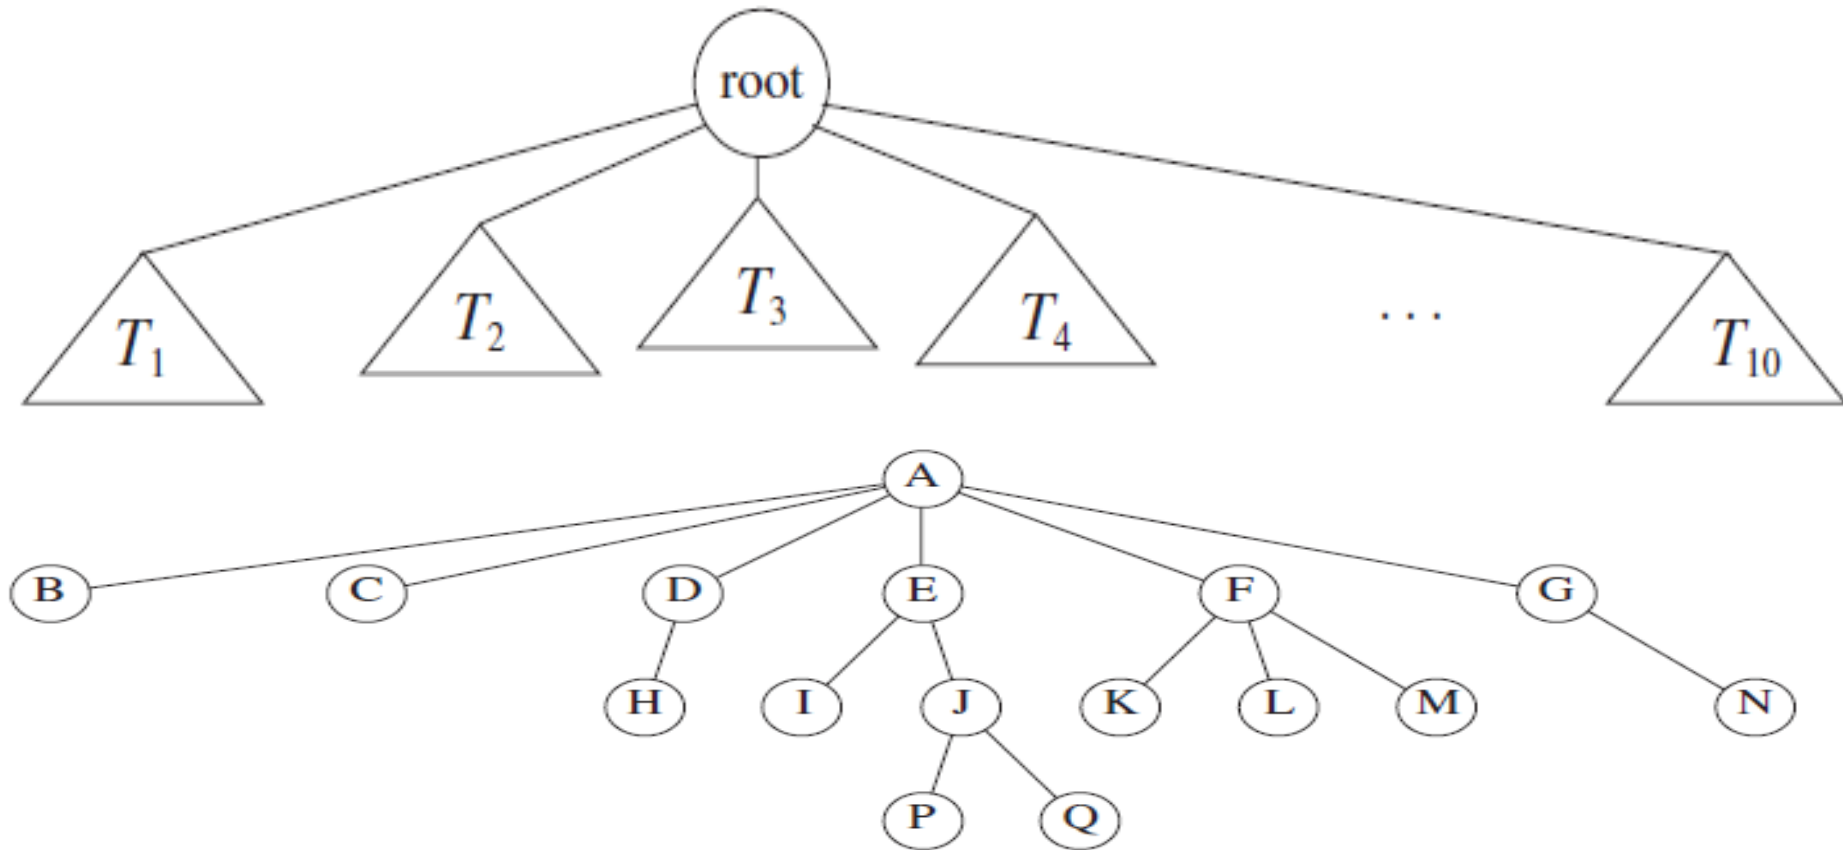 root
T1 T2 T3 T4 ... T10
A
B C D E F G
H I J K L M N
P Q